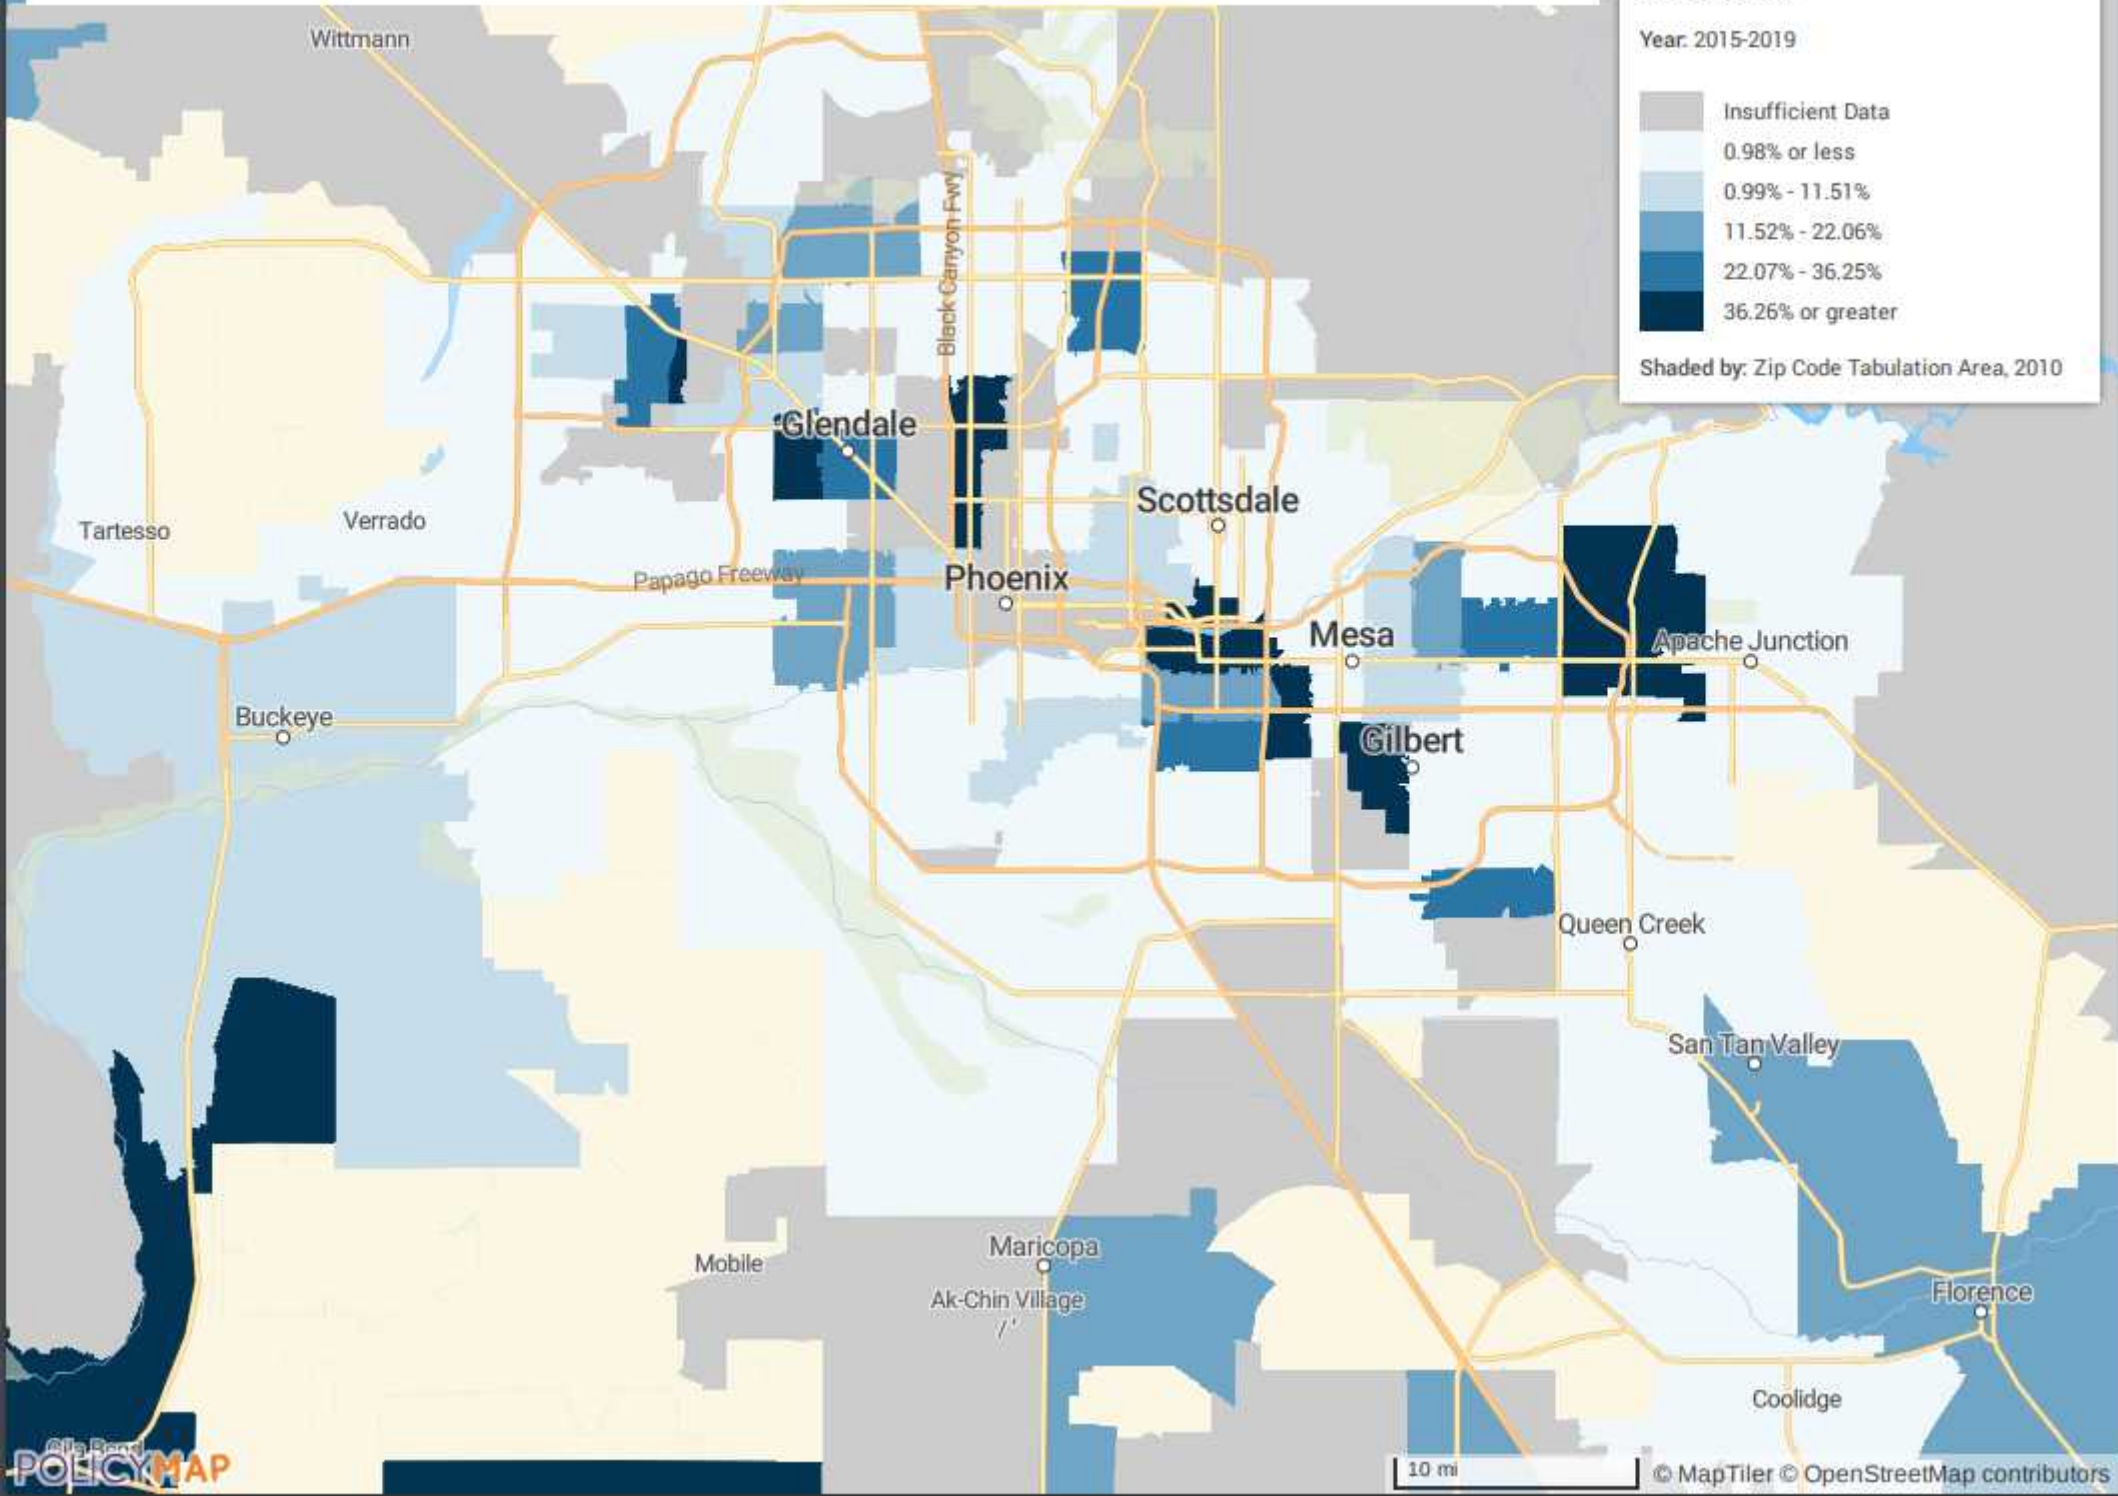 Year: 2015-2019
Insufficient Data
0.98% or less
0.99% - 11.51%
11.52% - 22.06%
22.07% - 36.25%
36.26% or greater
Shaded by: Zip Code Tabulation Area, 2010
Wittmann
Black Canyon Fwy
Glendale
Scottsdale
Tartesso
Verrado
Papago Freeway
Phoenix
Mesa
Apache Junction
Buckeye
Gilbert
Queen Creek
San Tan Valley
Maricopa
Mobile
Ak-Chin Village
Florence
Coolidge
Gila Bend
POLICYMAP
10 mi
© MapTiler © OpenStreetMap contributors